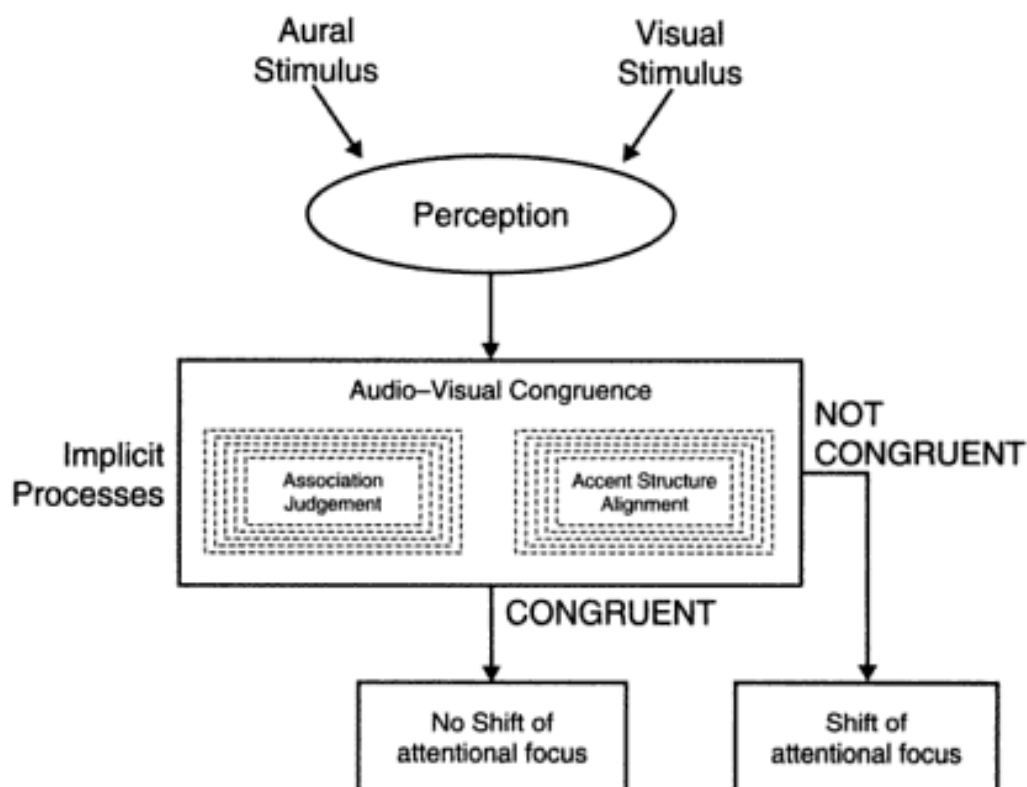 Aural
Stimulus
Visual
Stimulus
Perception
Audio–Visual Congruence
NOT
CONGRUENT
Implicit
Processes
Association
Judgement
Accent Structure
Alignment
CONGRUENT
No Shift of
attentional focus
Shift of
attentional focus